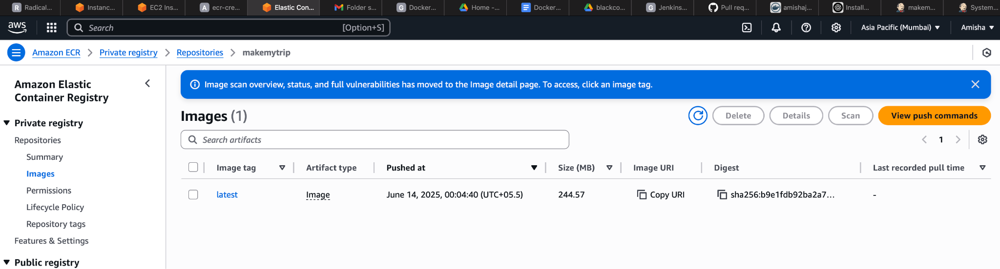 Radical...
Instanc...
EC2 Ins...
ecr-cre...
Elastic Con...
Folder s...
Docker...
Home -...
Docker...
blackco...
Jenkins...
Pull req...
amishaj...
Install...
makem...
System...
aws
Search
[Option+S]
Asia Pacific (Mumbai)
Amisha
Amazon ECR
Private registry
Repositories
makemytrip
Amazon Elastic
Container Registry
Private registry
Repositories
Summary
Images
Permissions
Lifecycle Policy
Repository tags
Features & Settings
Public registry
Image scan overview, status, and full vulnerabilities has moved to the Image detail page. To access, click an image tag.
Images (1)
Delete
Details
Scan
View push commands
Search artifacts
1
Image tag
Artifact type
Pushed at
Size (MB)
Image URI
Digest
Last recorded pull time
latest
Image
June 14, 2025, 00:04:40 (UTC+05.5)
244.57
Copy URI
sha256:b9e1fdb92ba2a7...
-